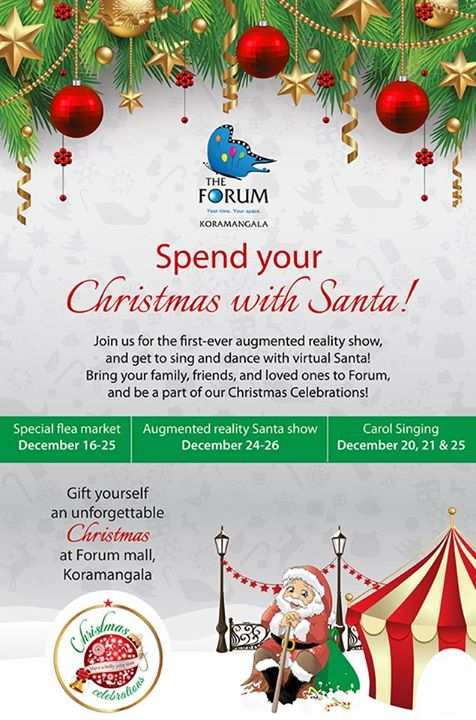 THE
FORUM
Your time. Your space.
KORAMANGALA
Spend your
Christmas with Santa!
Join us for the first-ever augmented reality show,
and get to sing and dance with virtual Santa!
Bring your family, friends, and loved ones to Forum,
and be a part of our Christmas Celebrations!
Special flea market
December 16-25
Augmented reality Santa show
December 24-26
Carol Singing
December 20, 21 & 25
Gift yourself
an unforgettable
Christmas
at Forum mall,
Koramangala
Christmas
Have a holly jolly time
celebrations